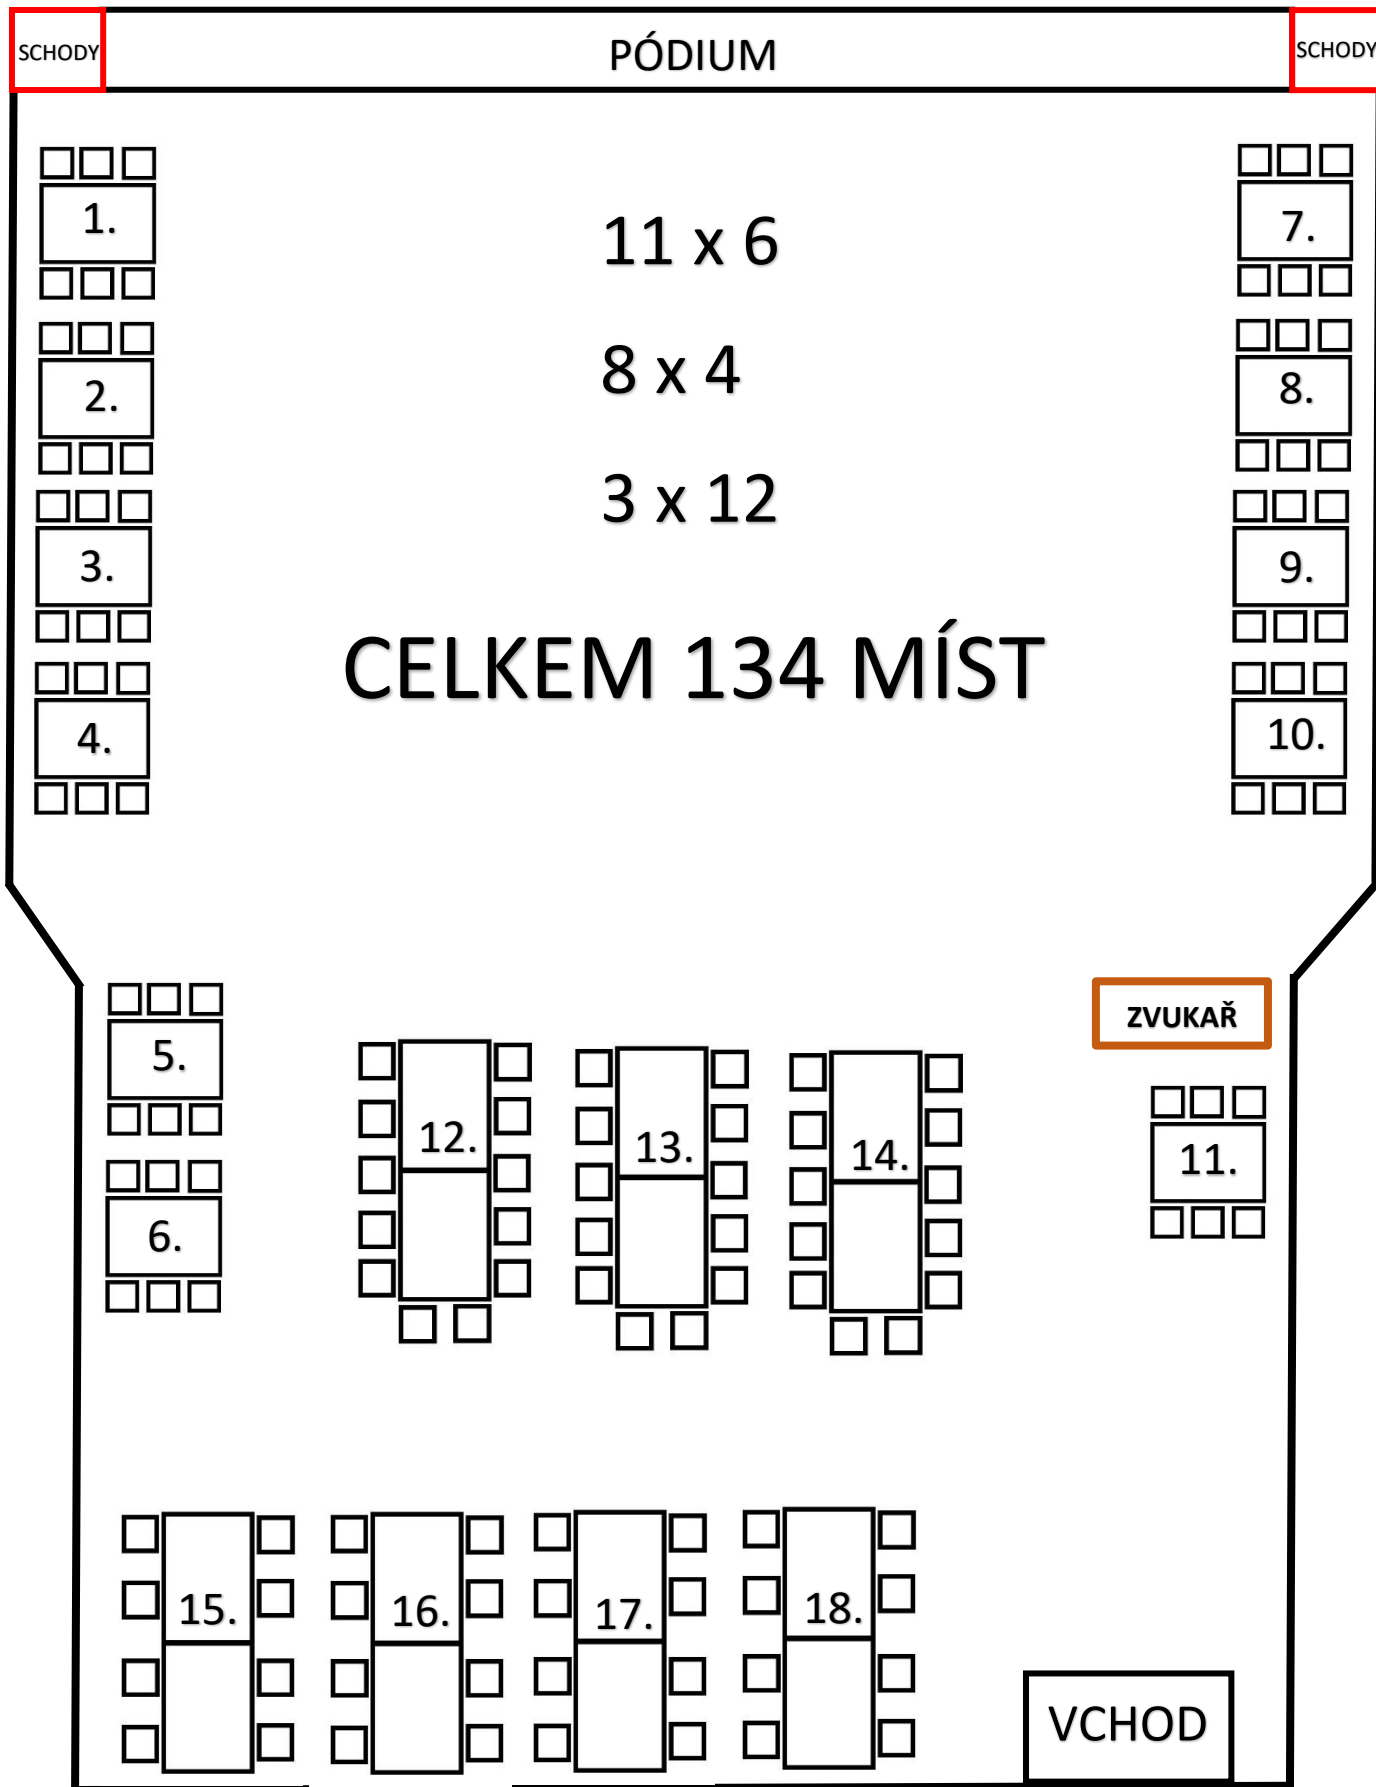 SCHODY
PÓDIUM
SCHODY
1.
7.
11 x 6
2.
8.
8 x 4
3.
9.
3 x 12
4.
10.
CELKEM 134 MÍST
ZVUKAŘ
5.
6.
12.
13.
14.
11.
15.
16.
17.
18.
VCHOD